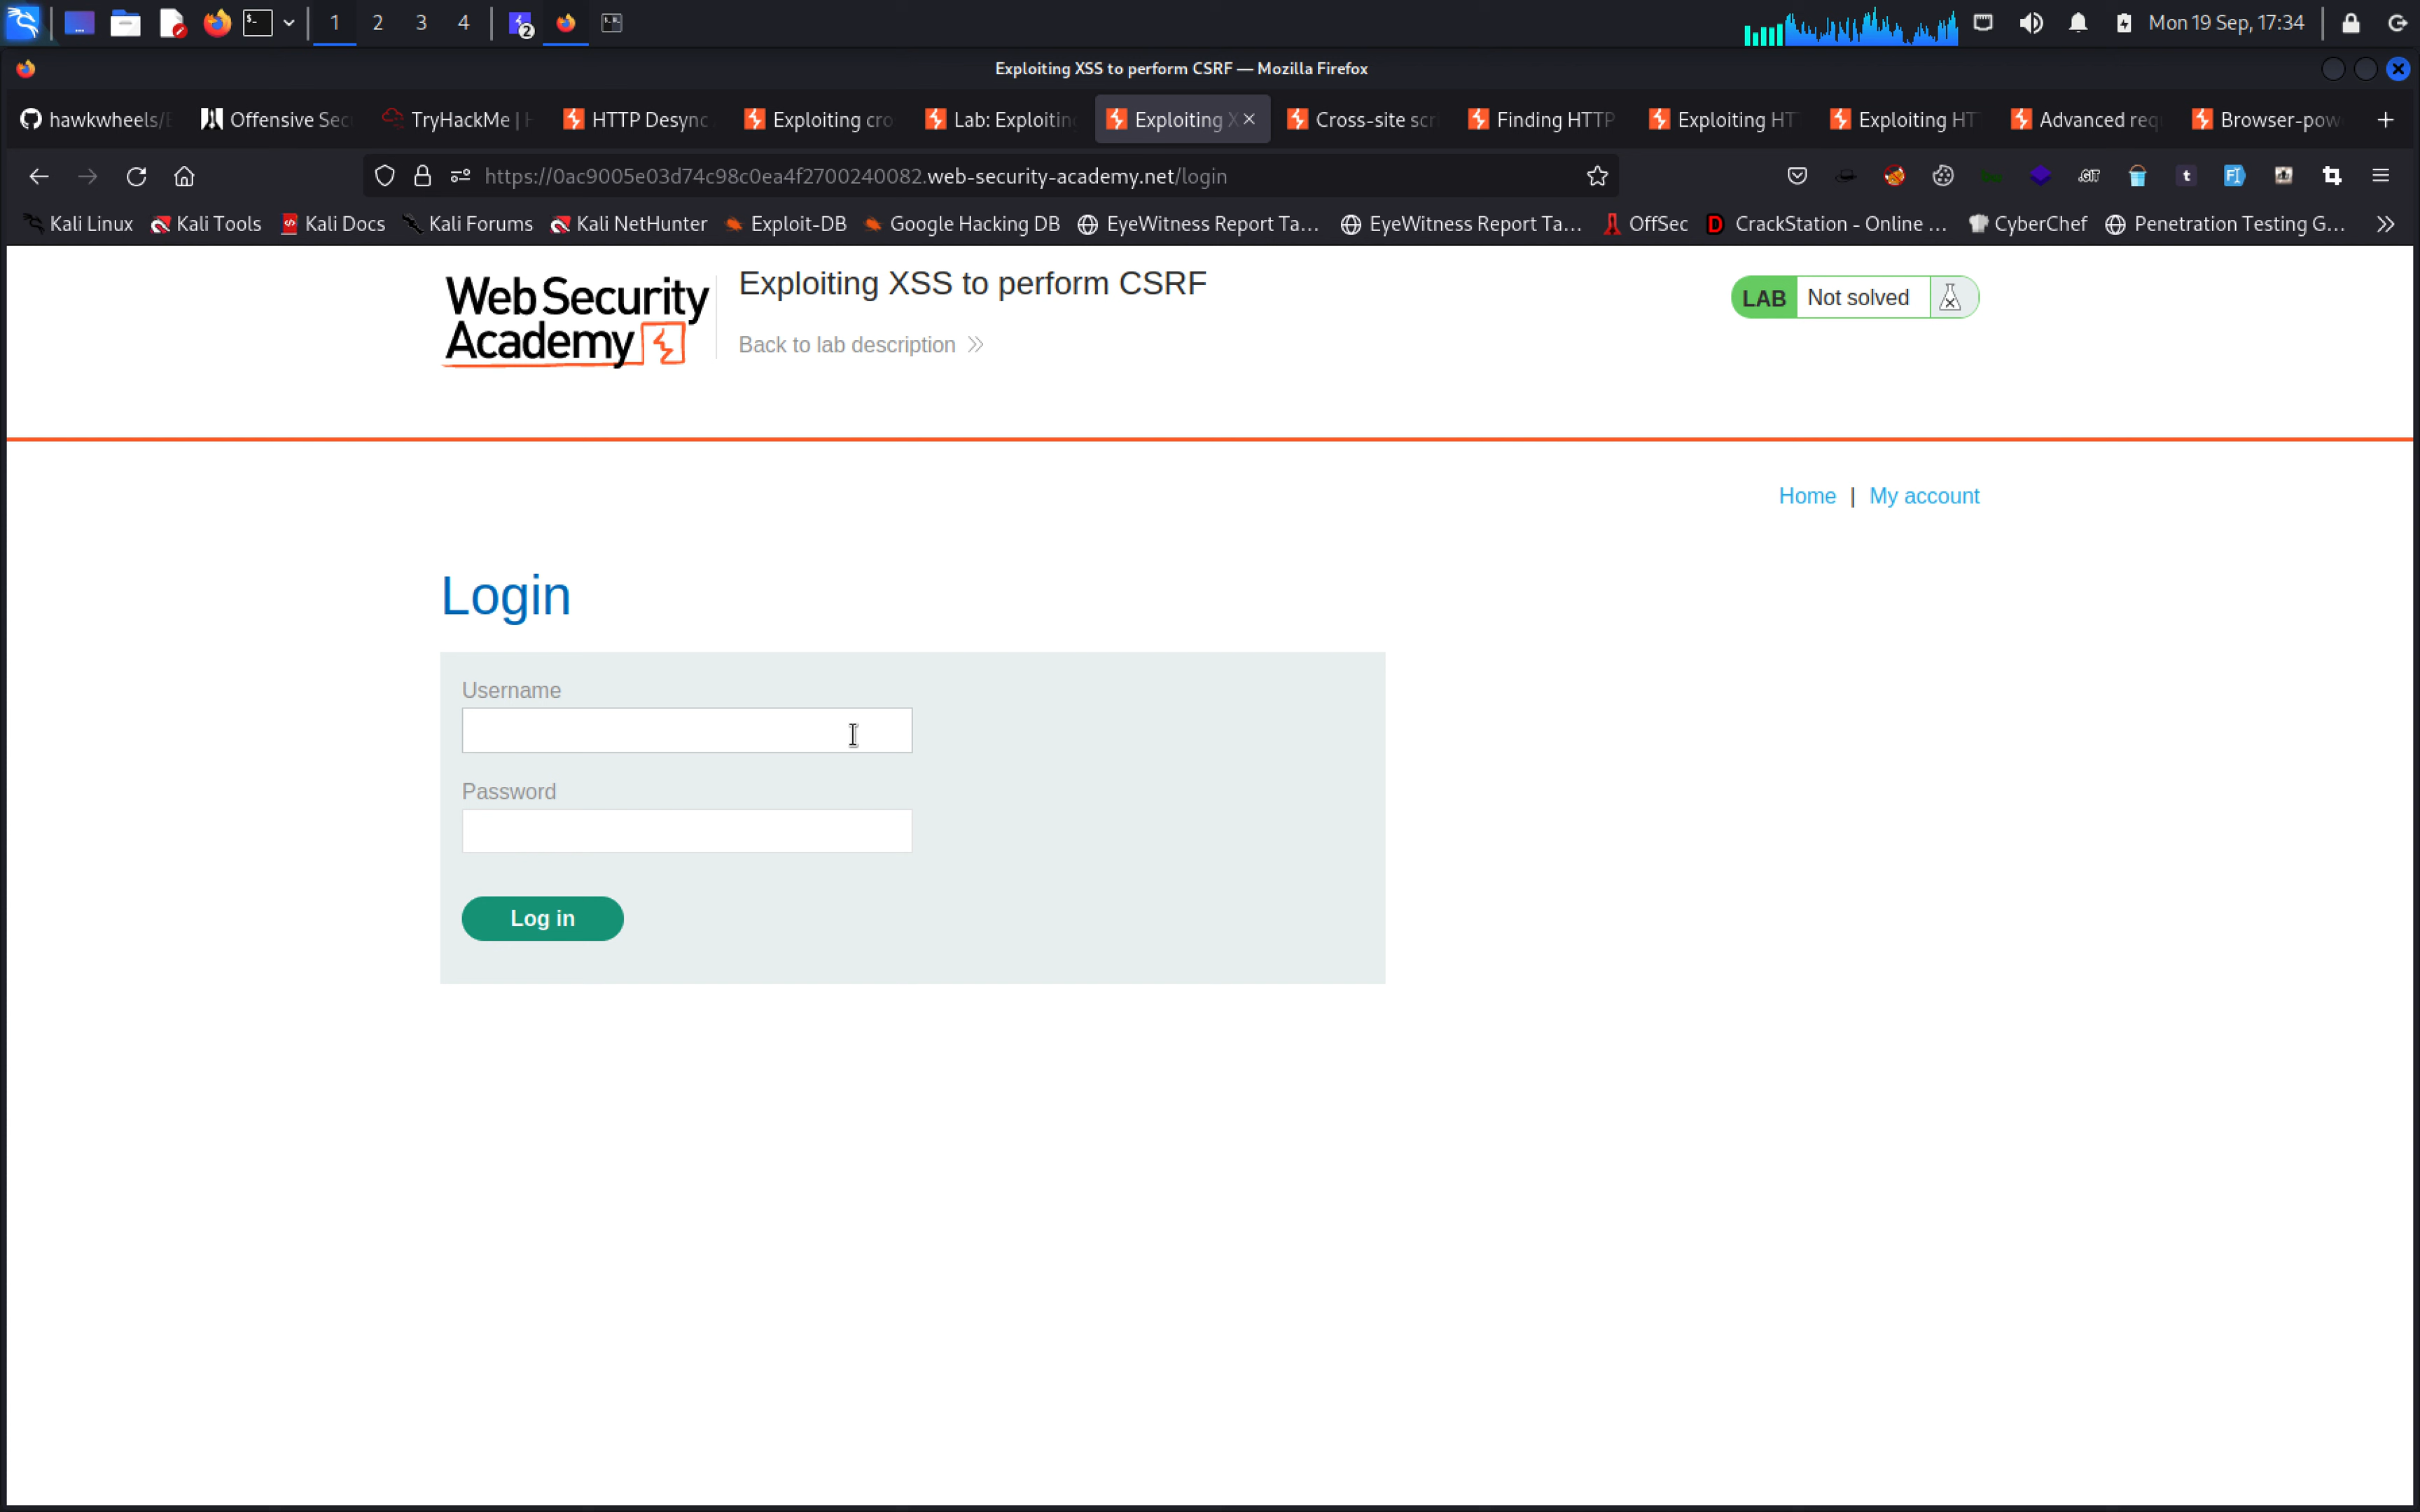 1 2 3 4 2 Mon 19 Sep, 17:34
Exploiting XSS to perform CSRF — Mozilla Firefox
hawkwheels/ Offensive Sec TryHackMe | HTTP Desync Exploiting cro Lab: Exploiting Exploiting X Cross-site scr Finding HTTP Exploiting HT Exploiting HT Advanced req Browser-pow
https://0ac9005e03d74c98c0ea4f2700240082.web-security-academy.net/login
Kali Linux Kali Tools Kali Docs Kali Forums Kali NetHunter Exploit-DB Google Hacking DB EyeWitness Report Ta... EyeWitness Report Ta... OffSec CrackStation - Online ... CyberChef Penetration Testing G...
Web Security
Academy
Exploiting XSS to perform CSRF
LAB Not solved
Back to lab description
Home | My account
Login
Username
Password
Log in